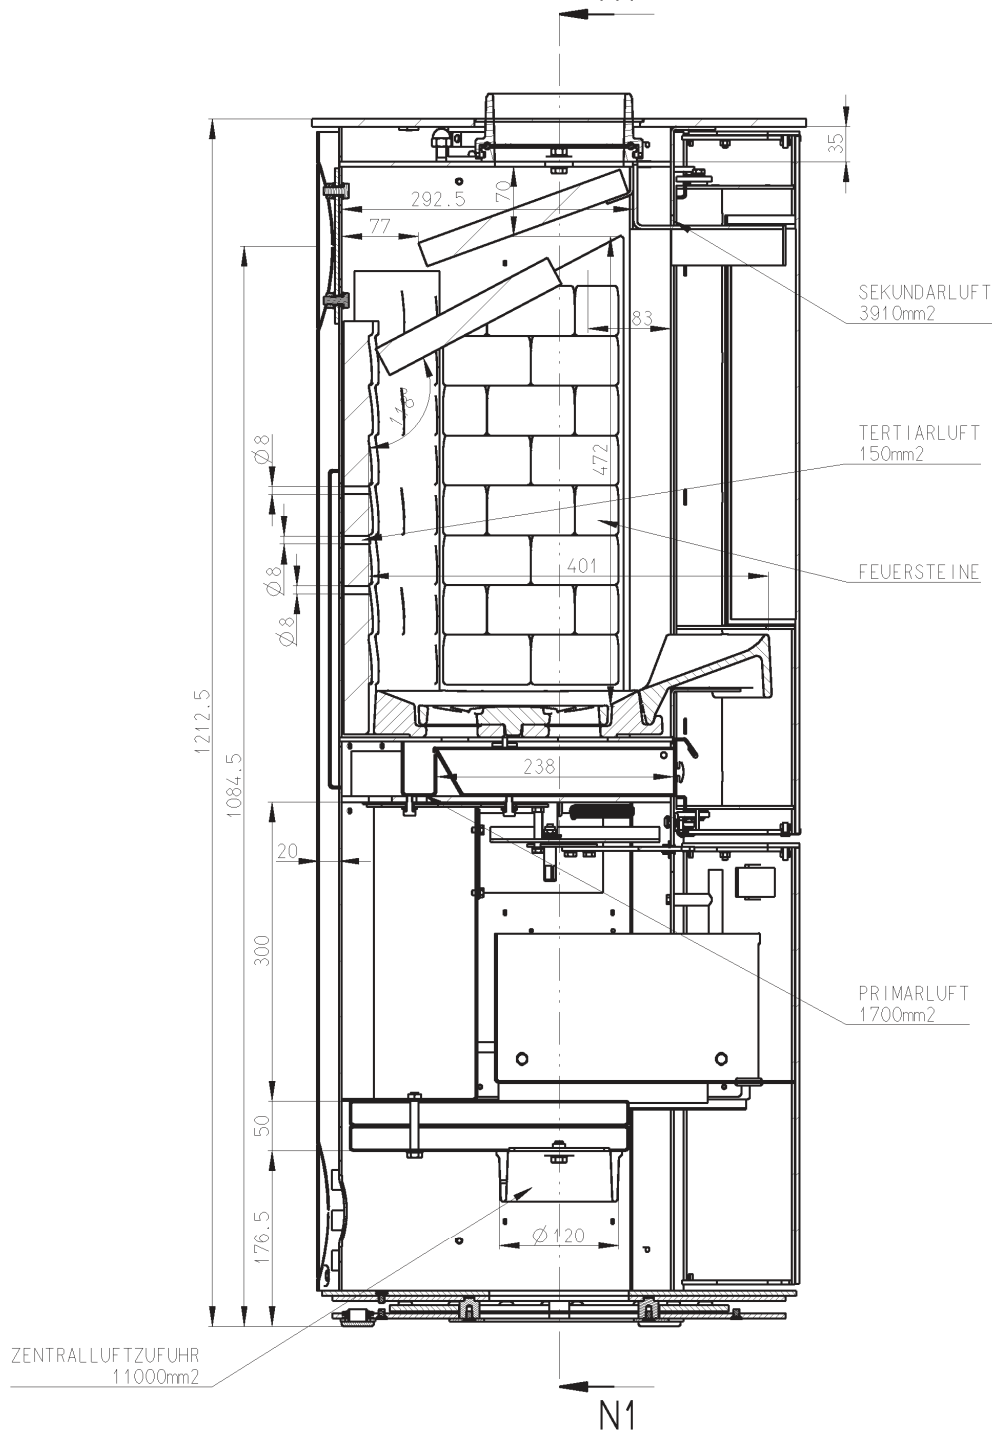 35
70
292.5
77
SEKUNDARLUFT
3910mm2
83
118°
TERTIARLUFT
150mm2
Ø8
472
FEUERSTEINE
401
Ø8
Ø8
1212.5
1084.5
238
20
300
PRIMARLUFT
1700mm2
50
176.5
Ø120
ZENTRALLUFTZUFUHR
11000mm2
N1